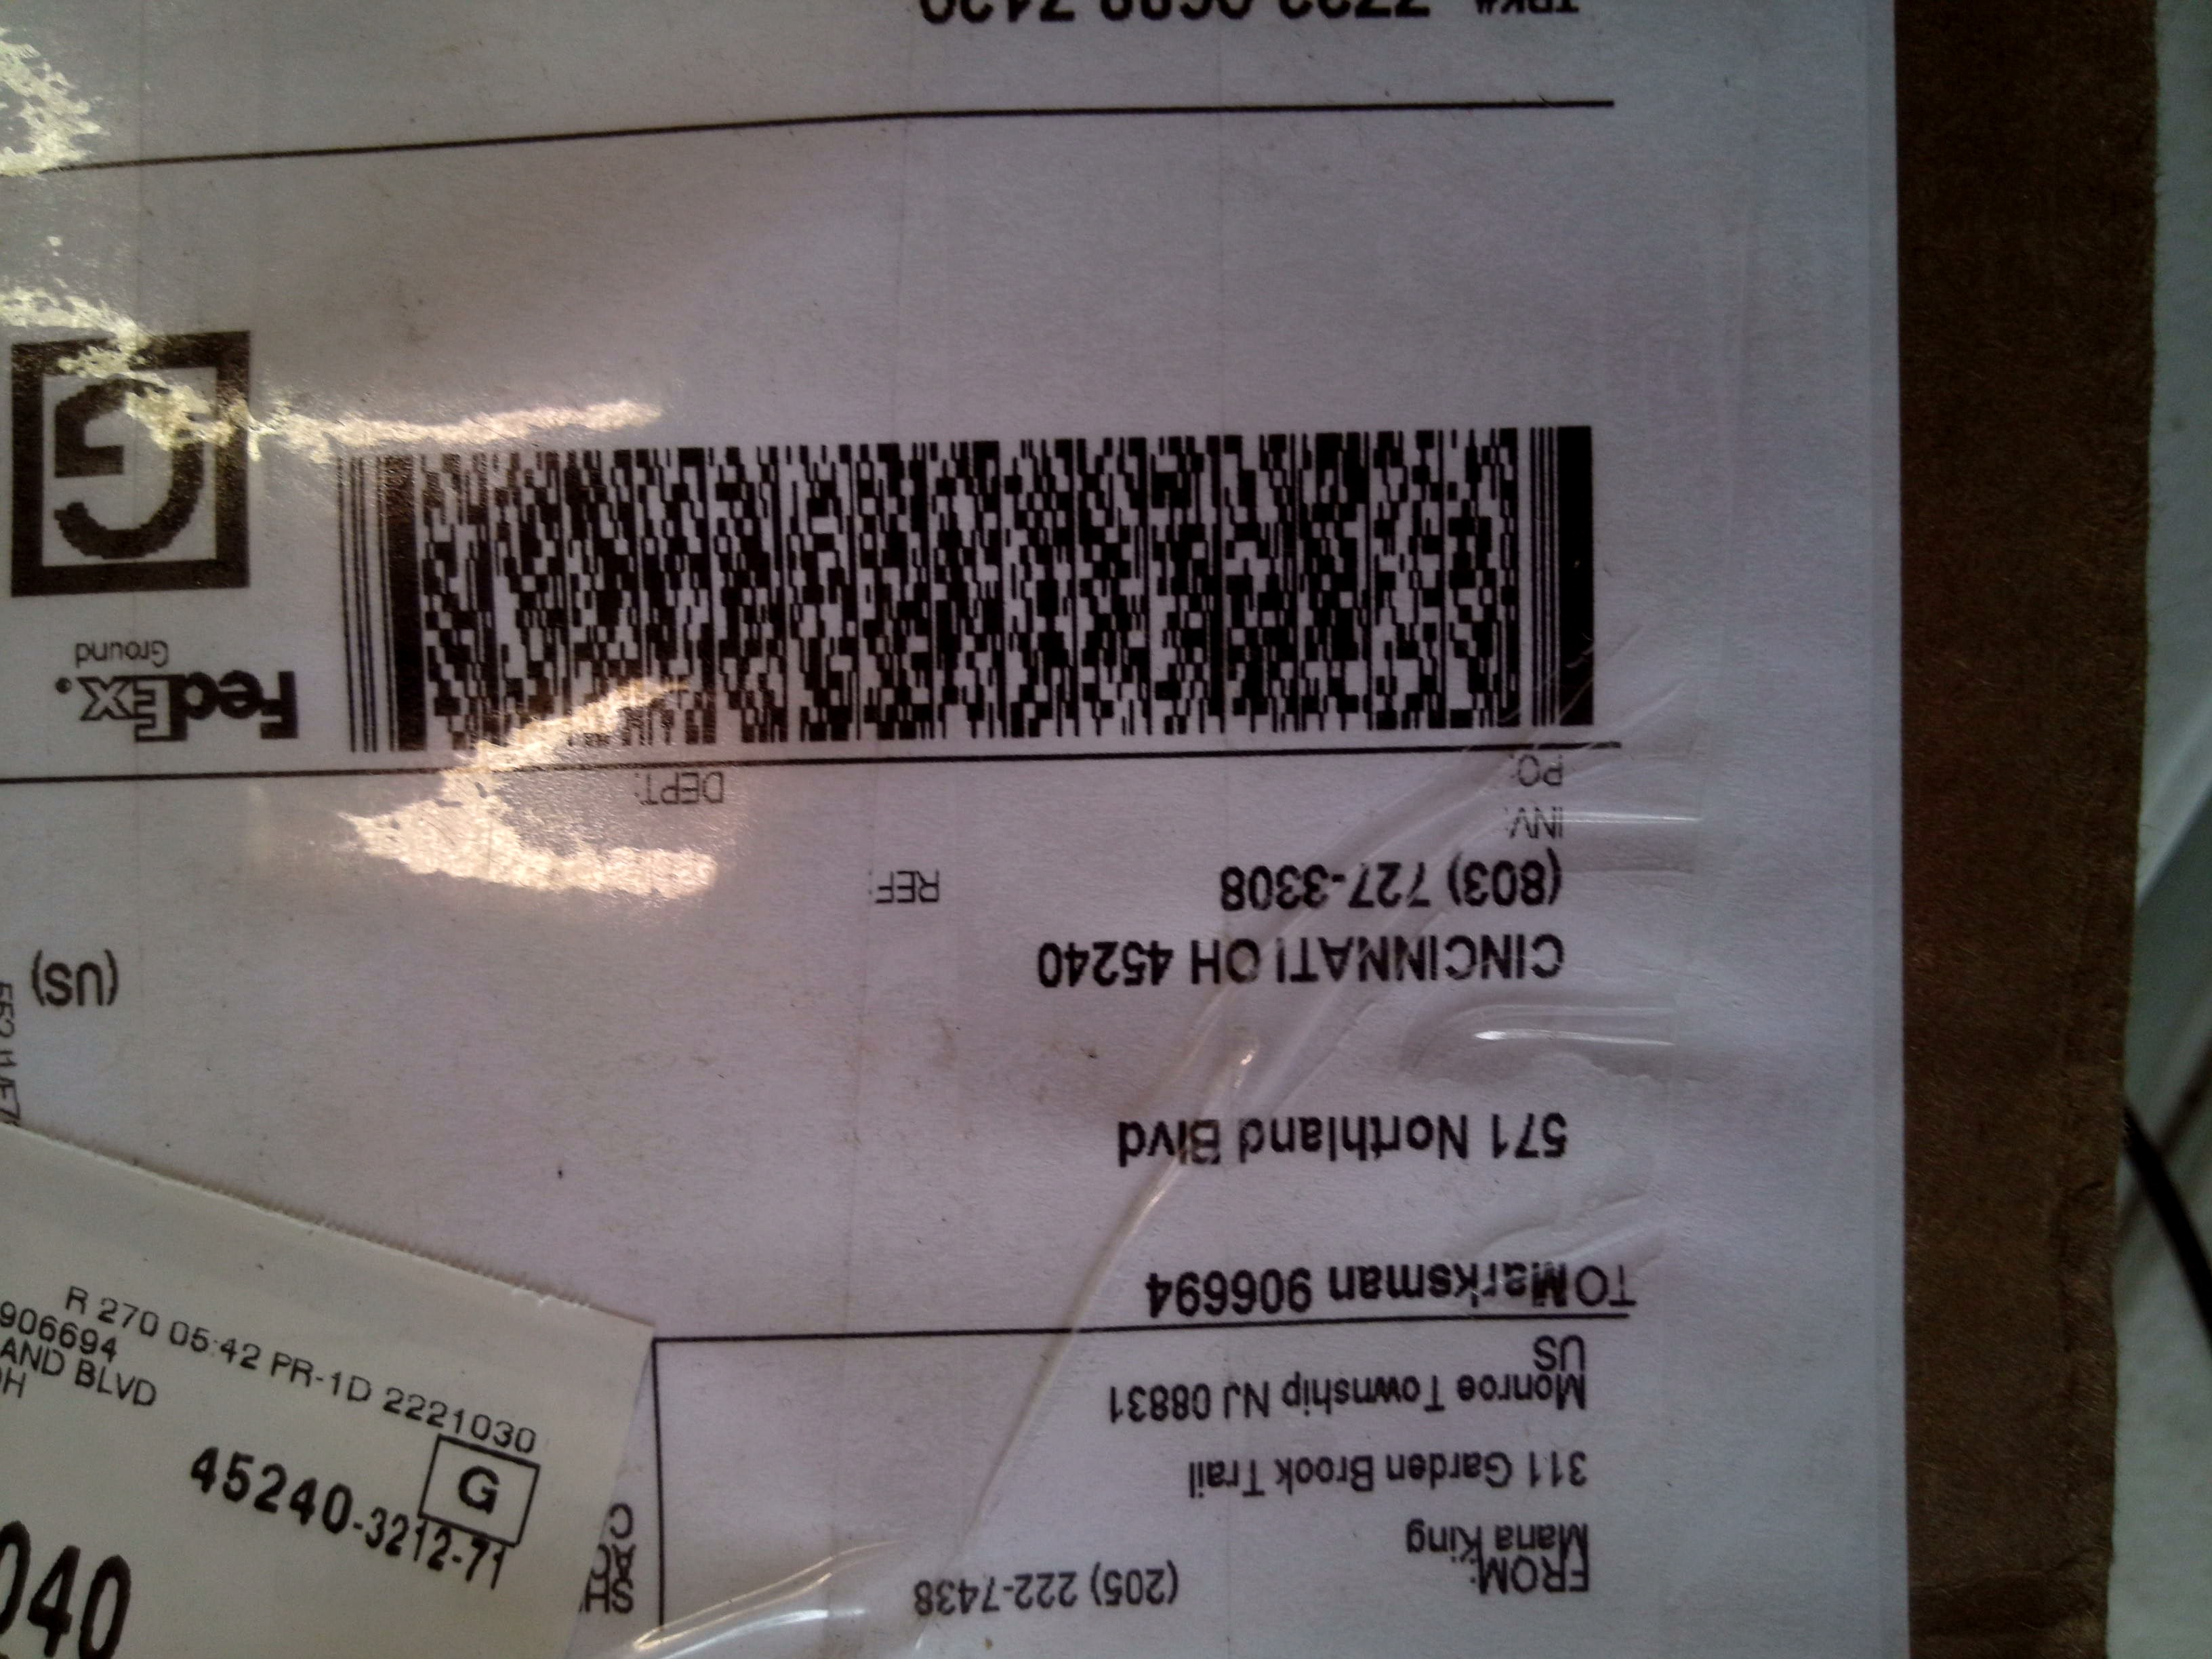 FROM:
(205) 222-7438
Maria King
311 Garden Brook Trail
Monroe Township NJ 08831
US
TO Marksman 906694
571 Northland Blvd
CINCINNATI OH 45240
(US)
(803) 727-3308
REF:
INV:
PO:
DEPT:
FedEx.
Ground
G
TRK#
R 270 05:42 PR-1D 2221030
906694
AND BLVD
G
45240-3212-71
040